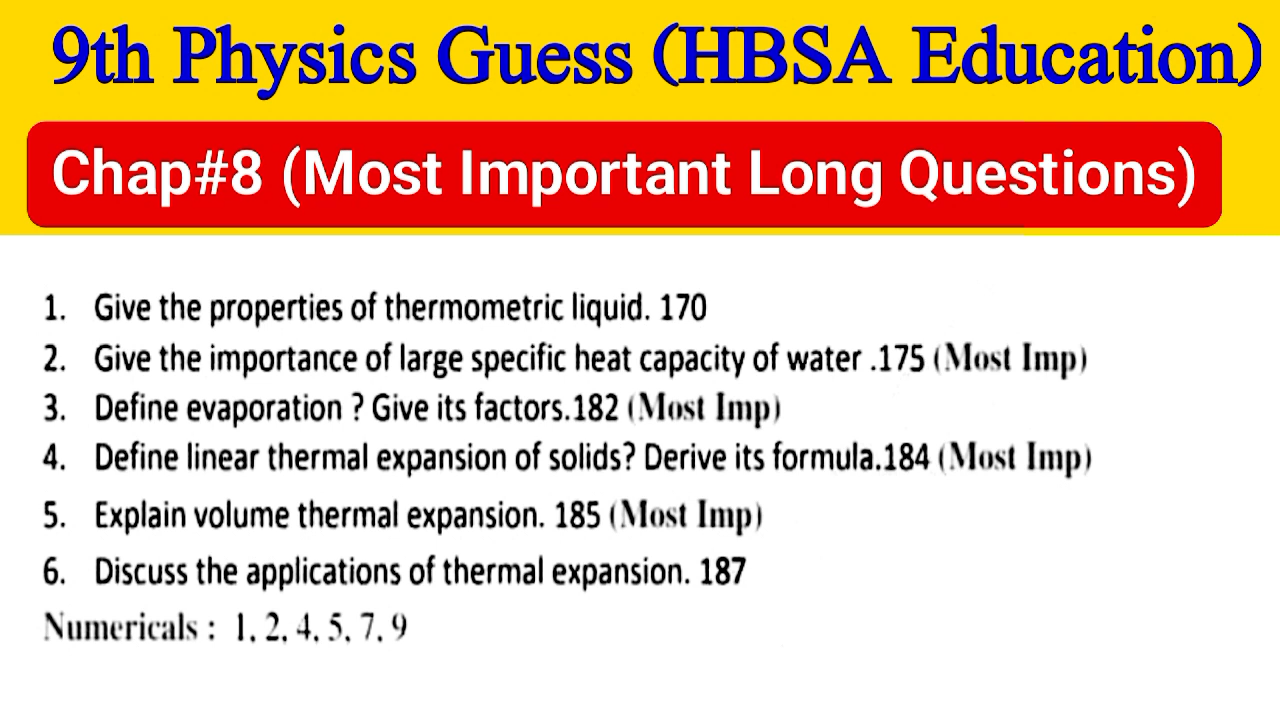 9th Physics Guess (HBSA Education)
Chap#8 (Most Important Long Questions)
1. Give the properties of thermometric liquid. 170
2. Give the importance of large specific heat capacity of water .175 (Most Imp)
3. Define evaporation ? Give its factors.182 (Most Imp)
4. Define linear thermal expansion of solids? Derive its formula.184 (Most Imp)
5. Explain volume thermal expansion. 185 (Most Imp)
6. Discuss the applications of thermal expansion. 187
Numericals : 1, 2, 4, 5, 7, 9